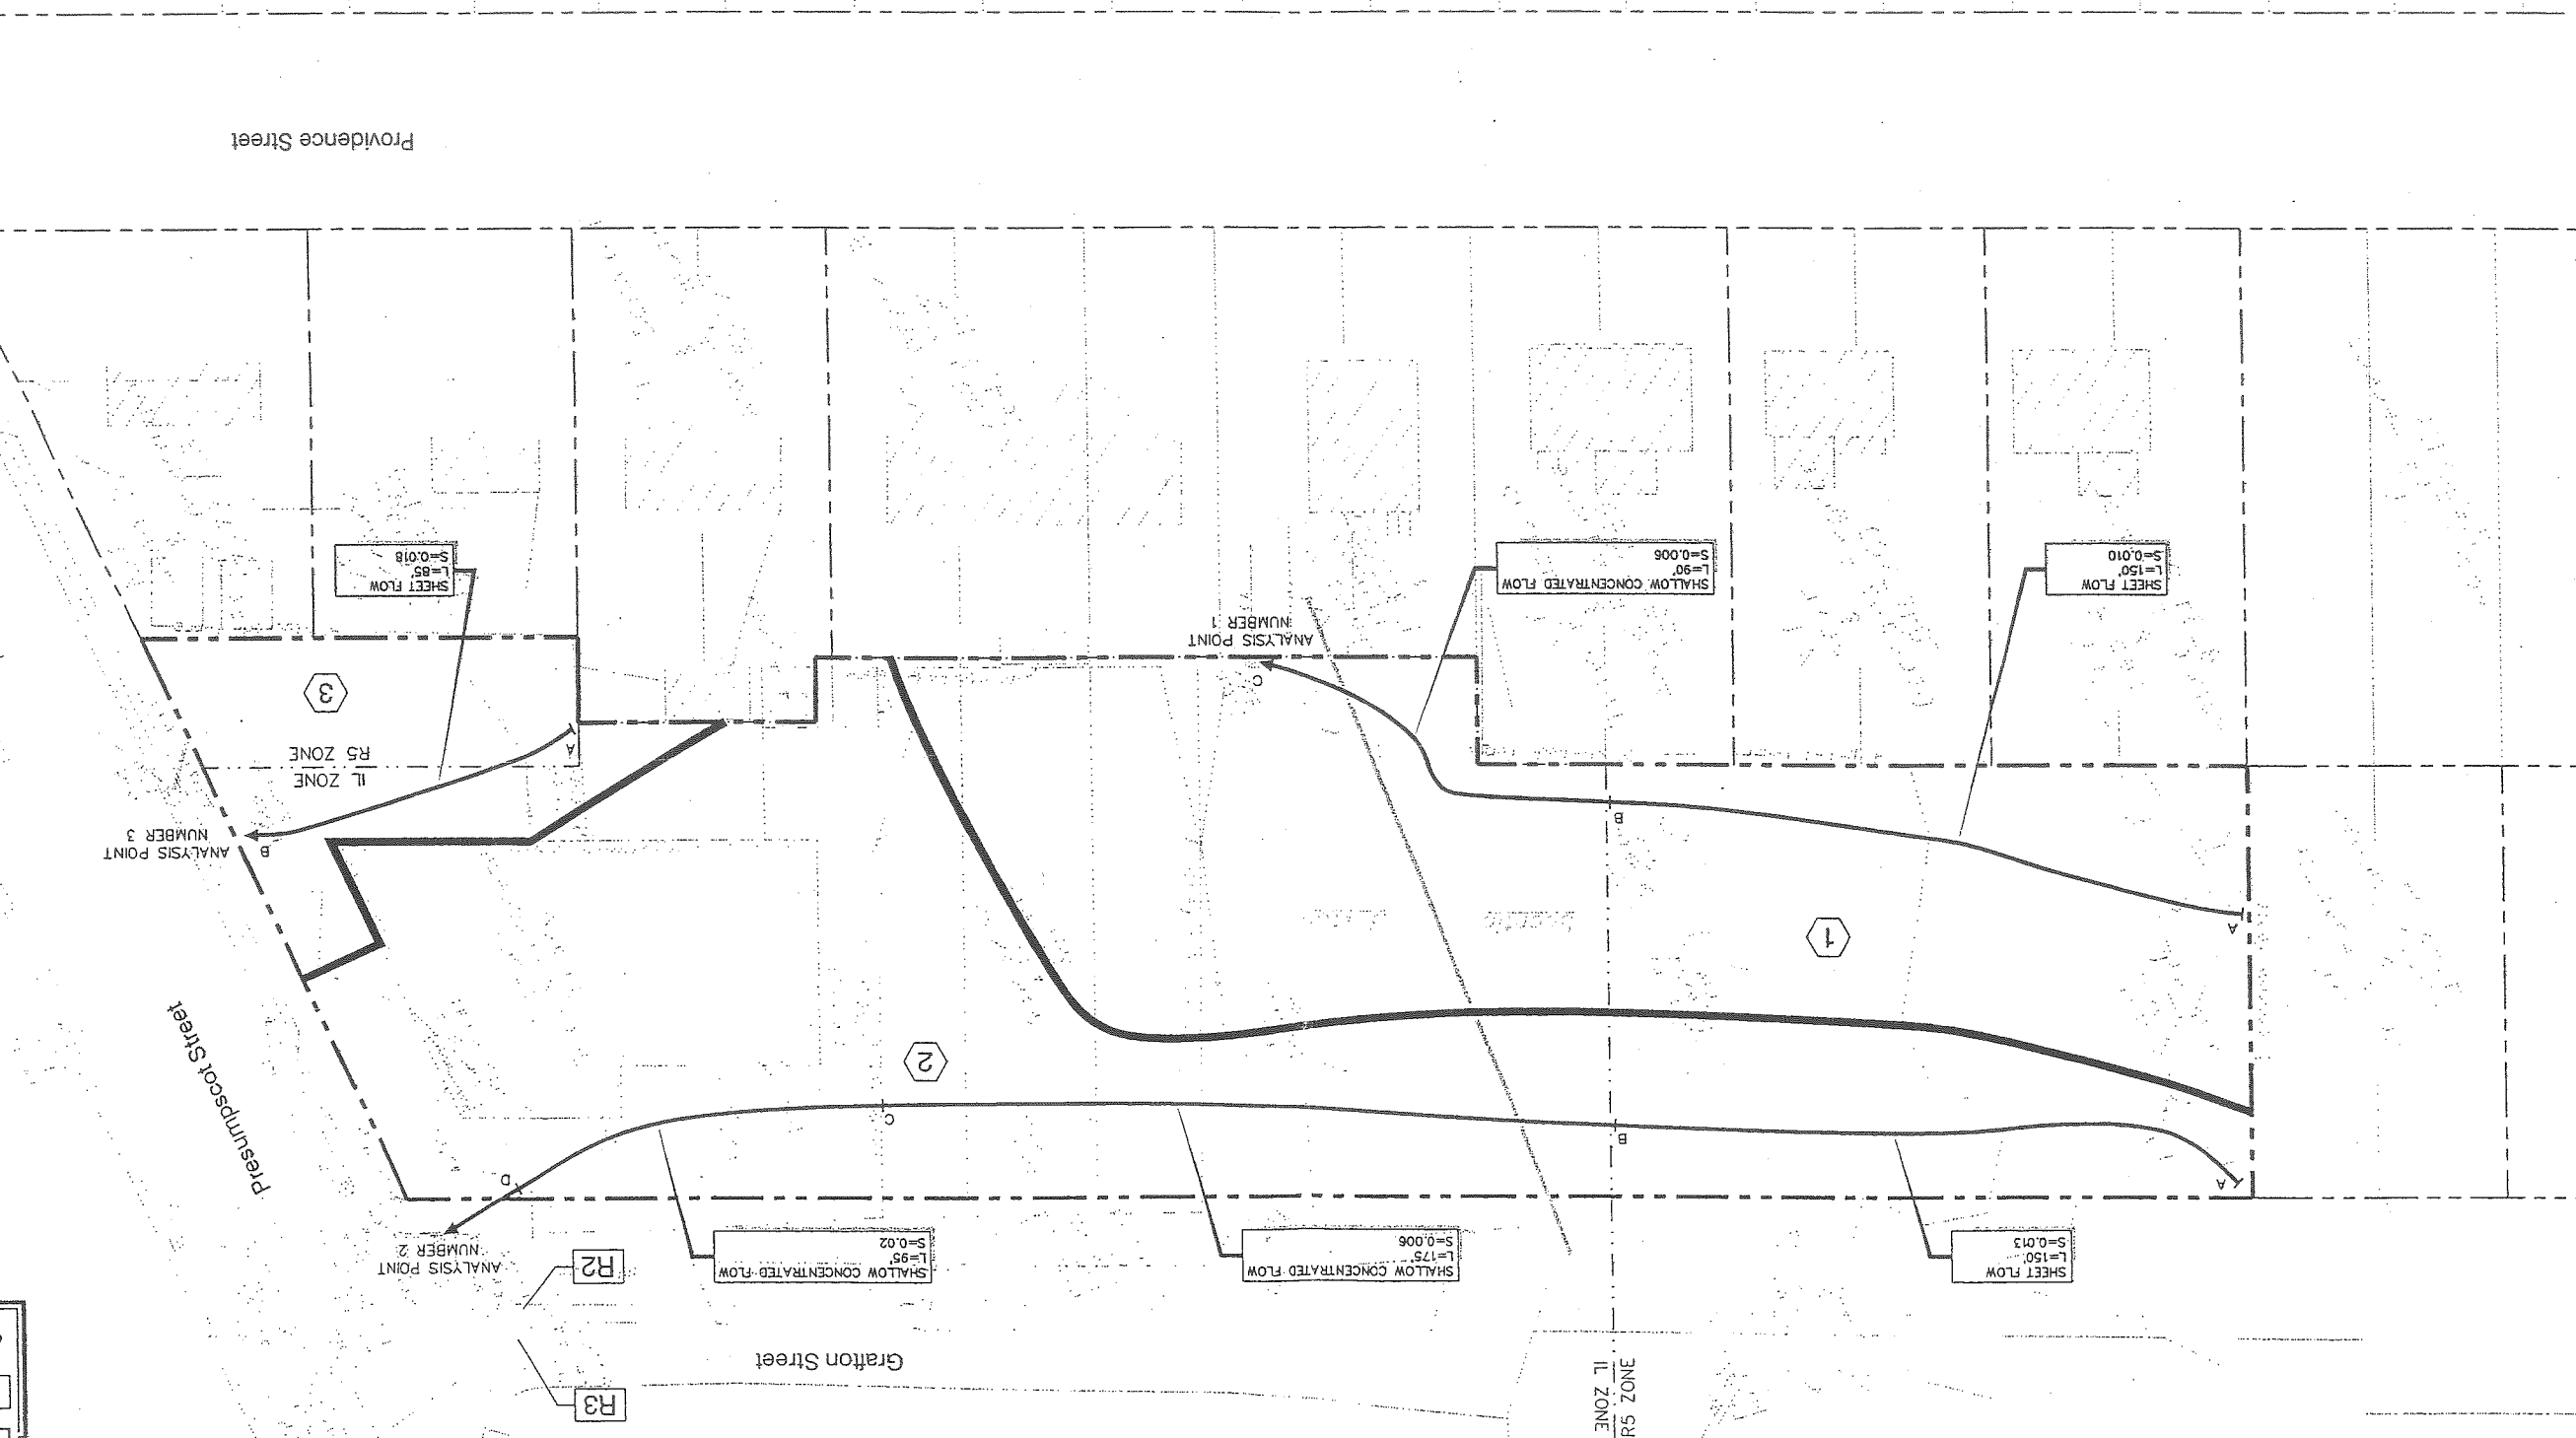 Providence Street
SHEET FLOW
L=85'
S=0.018
SHALLOW CONCENTRATED FLOW
L=90'
S=0.006
SHEET FLOW
L=150'
S=0.010
ANALYSIS POINT
NUMBER 1
C
3
A
R5 ZONE
IL ZONE
B
ANALYSIS POINT
NUMBER 3
B
A
1
2
Presumpscot Street
C
B
A
D
ANALYSIS POINT
NUMBER 2
R2
SHALLOW CONCENTRATED FLOW
L=95'
S=0.02
SHALLOW CONCENTRATED FLOW
L=175'
S=0.006
SHEET FLOW
L=150'
S=0.013
Grafton Street
R3
IL ZONE
R5 ZONE